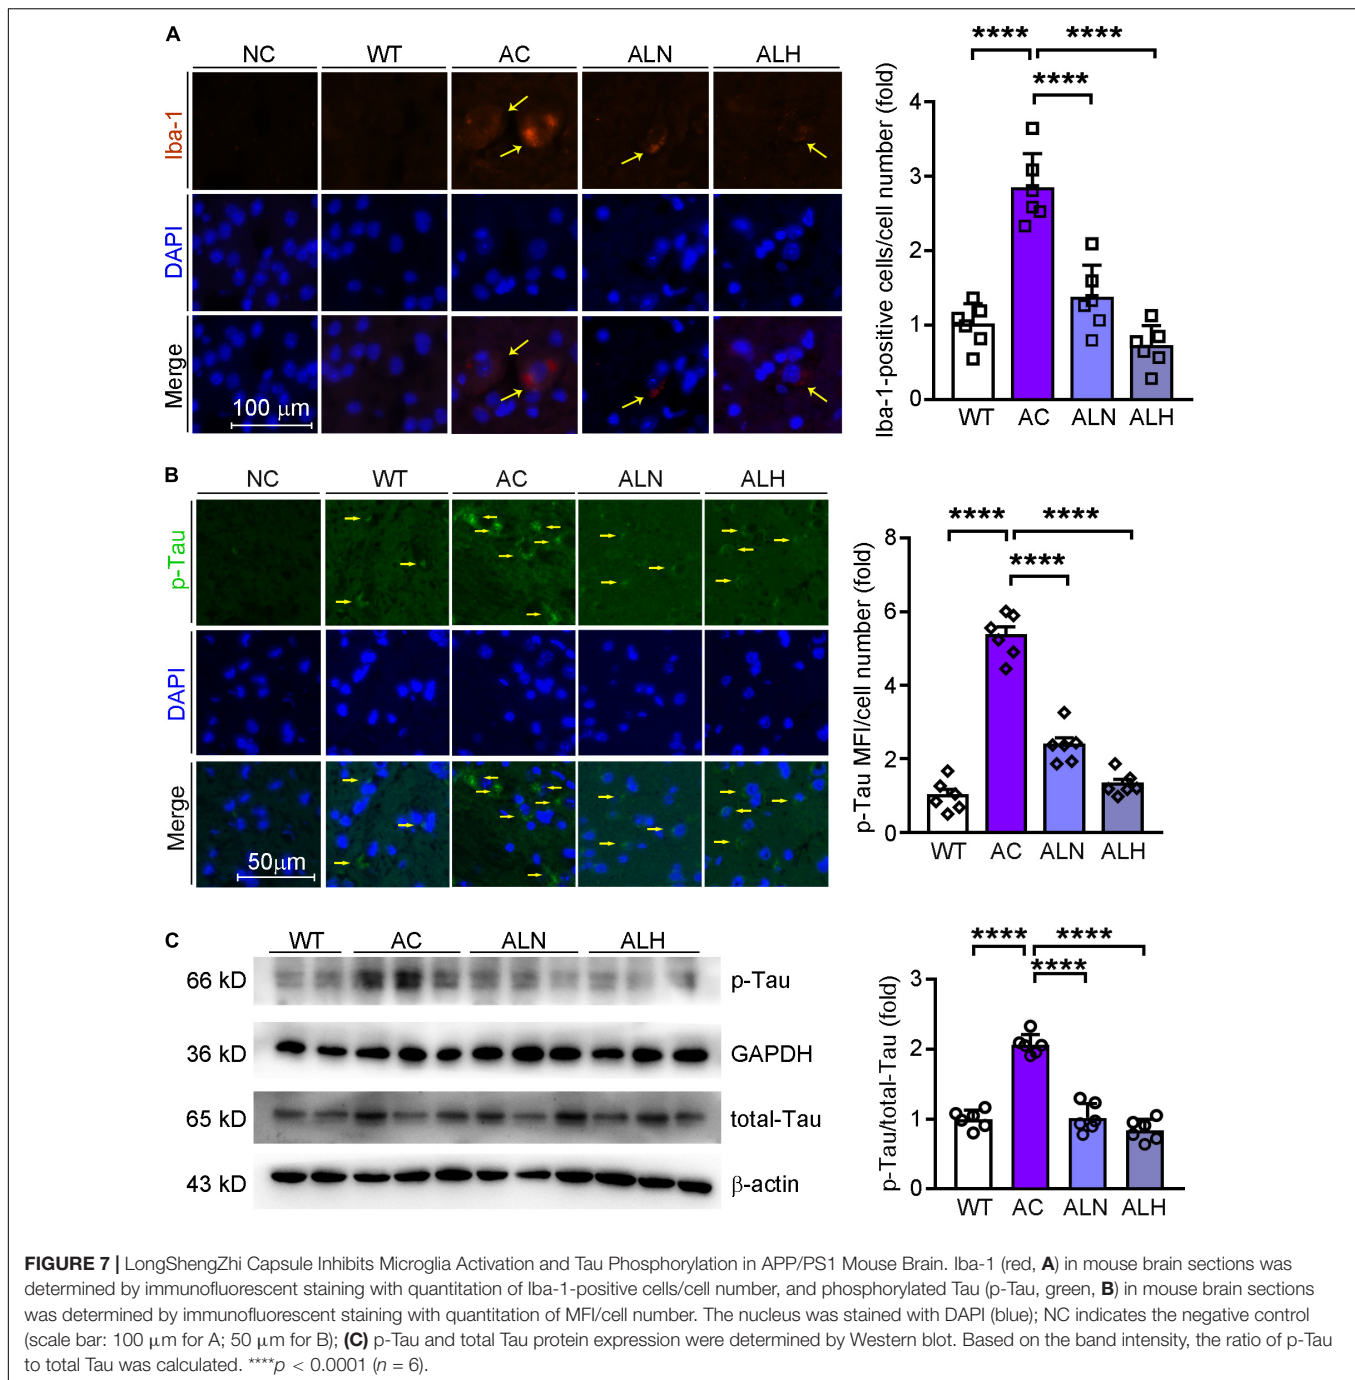 A
NC WT AC ALN ALH
Iba-1
DAPI
Merge
100 μm
**** ****
****
Iba-1-positive cells/cell number (fold)
4
3
2
1
0
WT AC ALN ALH
B
NC WT AC ALN ALH
p-Tau
DAPI
Merge
50μm
**** ****
****
p-Tau MFI/cell number (fold)
8
6
4
2
0
WT AC ALN ALH
C
WT AC ALN ALH
66 kD p-Tau
36 kD GAPDH
65 kD total-Tau
43 kD β-actin
**** ****
****
p-Tau/total-Tau (fold)
3
2
1
0
WT AC ALN ALH
FIGURE 7 | LongShengZhi Capsule Inhibits Microglia Activation and Tau Phosphorylation in APP/PS1 Mouse Brain. Iba-1 (red, A) in mouse brain sections was
determined by immunofluorescent staining with quantitation of Iba-1-positive cells/cell number, and phosphorylated Tau (p-Tau, green, B) in mouse brain sections
was determined by immunofluorescent staining with quantitation of MFI/cell number. The nucleus was stained with DAPI (blue); NC indicates the negative control
(scale bar: 100 μm for A; 50 μm for B); (C) p-Tau and total Tau protein expression were determined by Western blot. Based on the band intensity, the ratio of p-Tau
to total Tau was calculated. ****p < 0.0001 (n = 6).